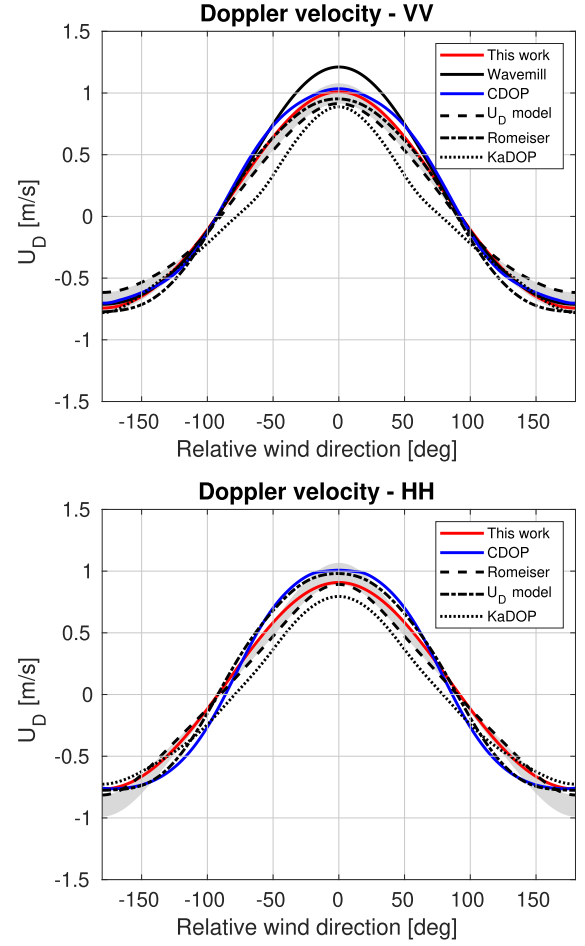 Doppler velocity - VV
1.5
1
0.5
0
-0.5
-1
-1.5
U_D [m/s]
This work
Wavemill
CDOP
U_D model
Romeiser
KaDOP
-150 -100 -50 0 50 100 150
Relative wind direction [deg]
Doppler velocity - HH
1.5
1
0.5
0
-0.5
-1
-1.5
U_D [m/s]
This work
CDOP
Romeiser
U_D model
KaDOP
-150 -100 -50 0 50 100 150
Relative wind direction [deg]